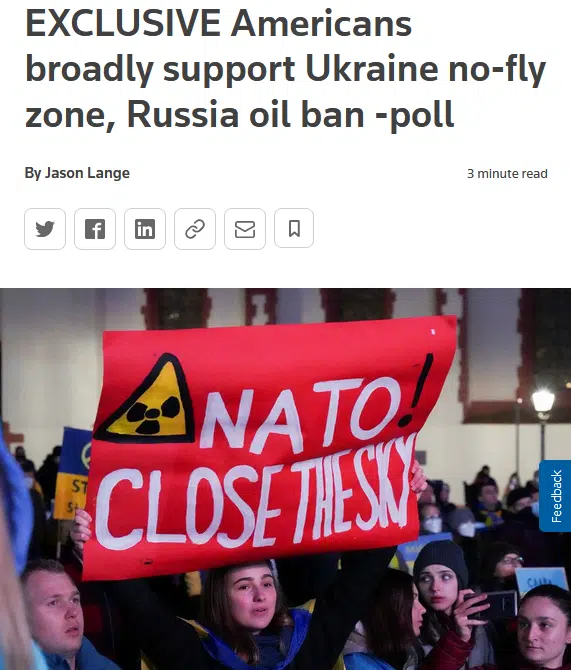 EXCLUSIVE Americans
broadly support Ukraine no-fly
zone, Russia oil ban -poll
By Jason Lange
3 minute read
NATO!
CLOSE THE SKY
ST
Feedback